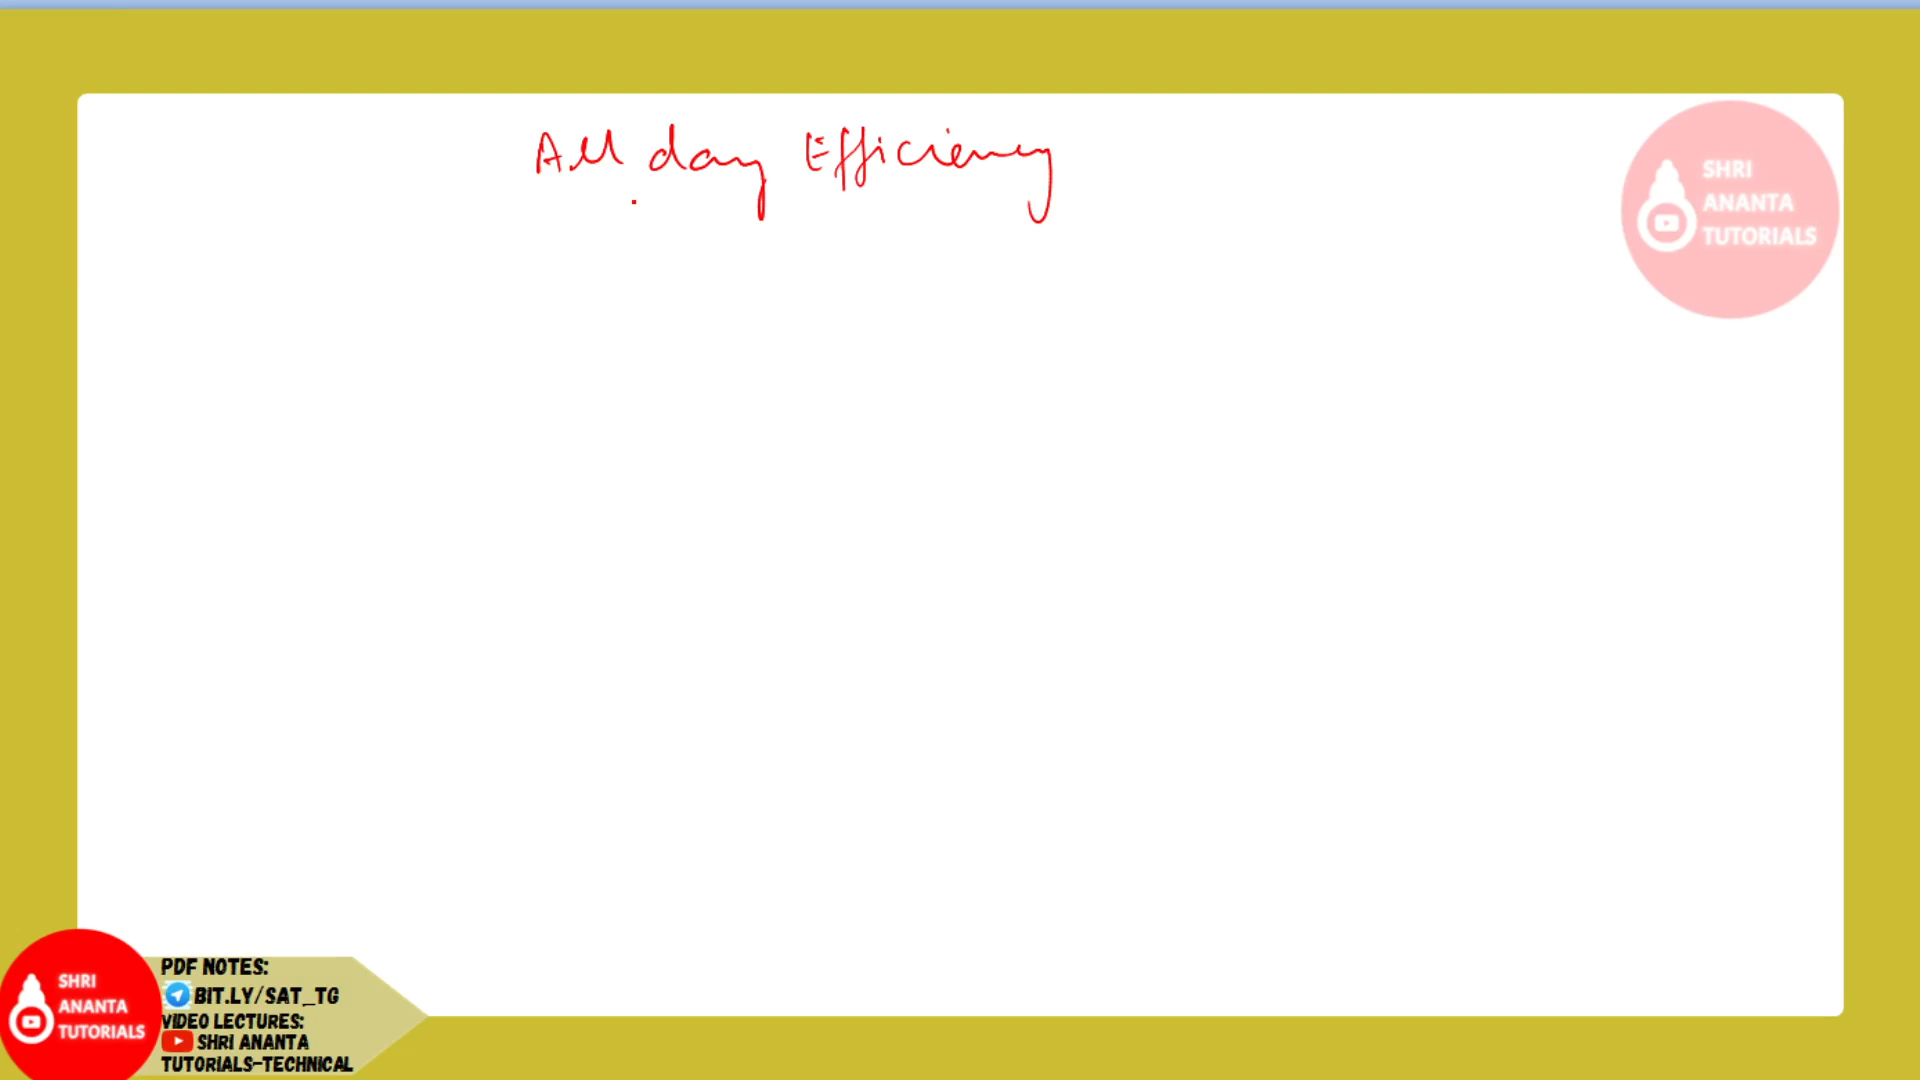 All day Efficiency
SHRI
ANANTA
TUTORIALS
SHRI
ANANTA
TUTORIALS
PDF NOTES:
BIT.LY/SAT_TG
VIDEO LECTURES:
SHRI ANANTA
TUTORIALS-TECHNICAL